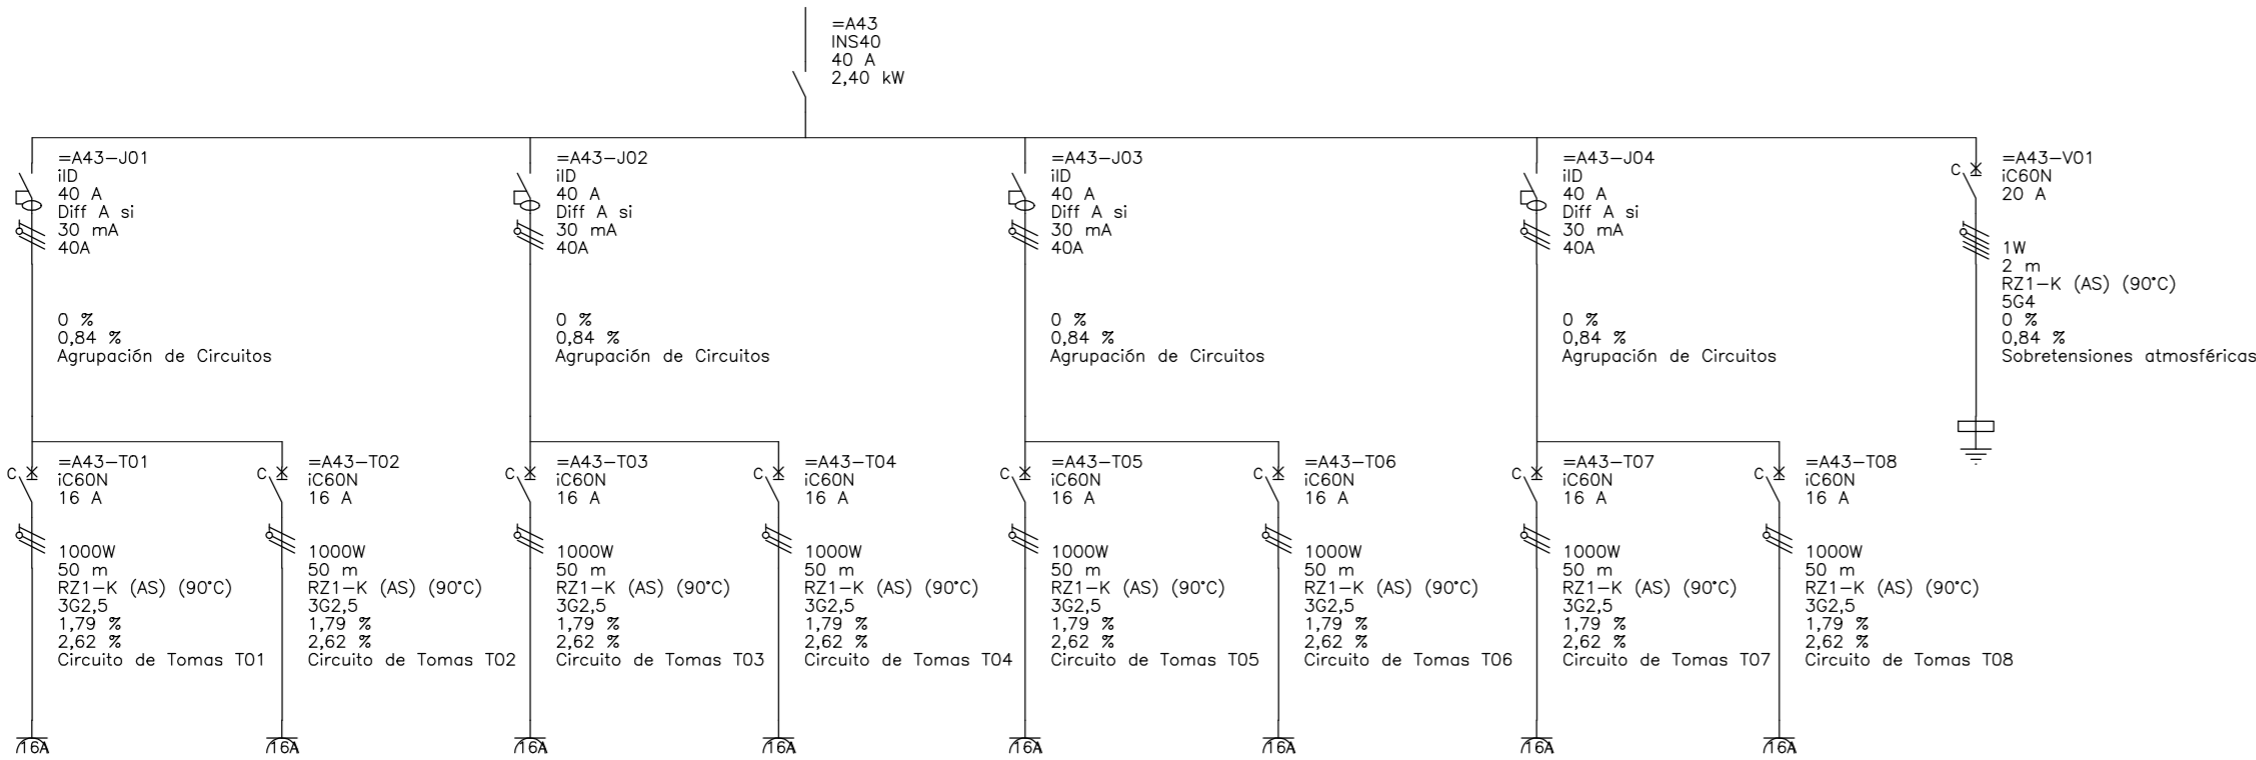 =A43
INS40
40 A
2,40 kW
=A43-J01
iID
40 A
Diff A si
30 mA
40A
0 %
0,84 %
Agrupación de Circuitos
=A43-J02
iID
40 A
Diff A si
30 mA
40A
0 %
0,84 %
Agrupación de Circuitos
=A43-J03
iID
40 A
Diff A si
30 mA
40A
0 %
0,84 %
Agrupación de Circuitos
=A43-J04
iID
40 A
Diff A si
30 mA
40A
0 %
0,84 %
Agrupación de Circuitos
C
=A43-V01
iC60N
20 A
1W
2 m
RZ1-K (AS) (90°C)
5G4
0 %
0,84 %
Sobretensiones atmosféricas
C
=A43-T01
iC60N
16 A
1000W
50 m
RZ1-K (AS) (90°C)
3G2,5
1,79 %
2,62 %
Circuito de Tomas T01
16A
C
=A43-T02
iC60N
16 A
1000W
50 m
RZ1-K (AS) (90°C)
3G2,5
1,79 %
2,62 %
Circuito de Tomas T02
16A
C
=A43-T03
iC60N
16 A
1000W
50 m
RZ1-K (AS) (90°C)
3G2,5
1,79 %
2,62 %
Circuito de Tomas T03
16A
C
=A43-T04
iC60N
16 A
1000W
50 m
RZ1-K (AS) (90°C)
3G2,5
1,79 %
2,62 %
Circuito de Tomas T04
16A
C
=A43-T05
iC60N
16 A
1000W
50 m
RZ1-K (AS) (90°C)
3G2,5
1,79 %
2,62 %
Circuito de Tomas T05
16A
C
=A43-T06
iC60N
16 A
1000W
50 m
RZ1-K (AS) (90°C)
3G2,5
1,79 %
2,62 %
Circuito de Tomas T06
16A
C
=A43-T07
iC60N
16 A
1000W
50 m
RZ1-K (AS) (90°C)
3G2,5
1,79 %
2,62 %
Circuito de Tomas T07
16A
C
=A43-T08
iC60N
16 A
1000W
50 m
RZ1-K (AS) (90°C)
3G2,5
1,79 %
2,62 %
Circuito de Tomas T08
16A